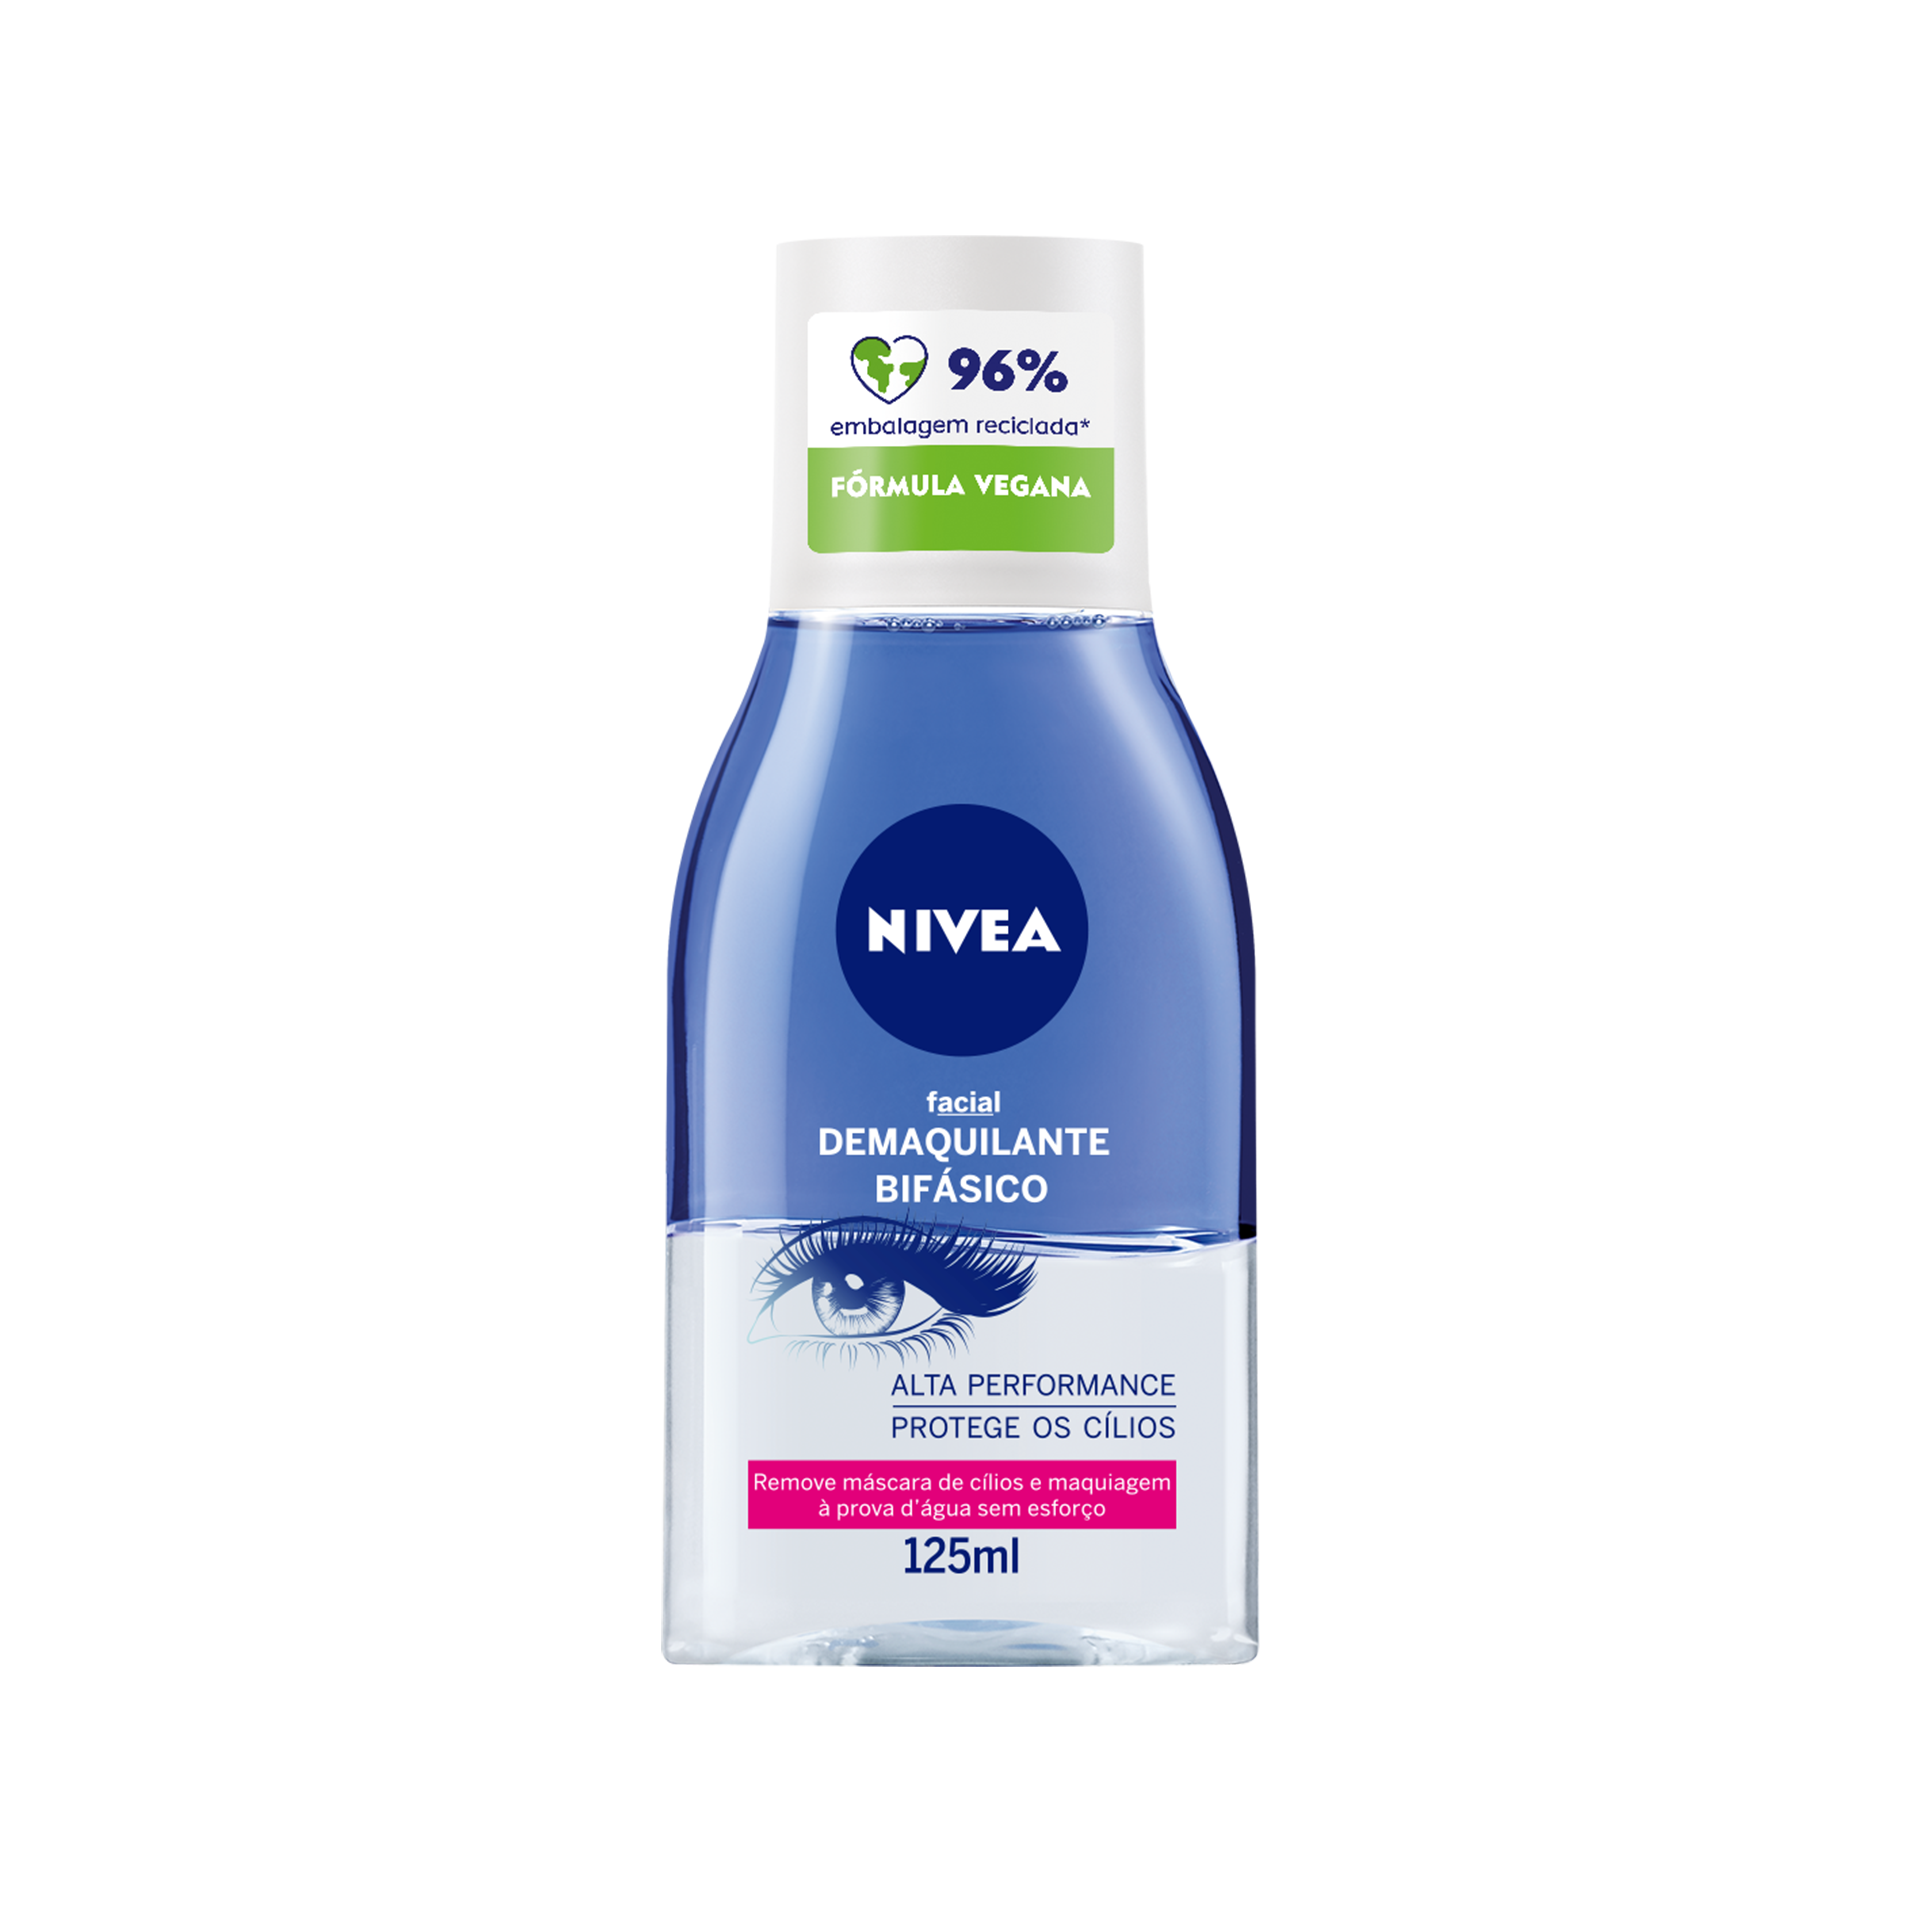 96%
embalagem reciclada*
FÓRMULA VEGANA
NIVEA
facial
DEMAQUILANTE
BIFÁSICO
ALTA PERFORMANCE
PROTEGE OS CÍLIOS
Remove máscara de cílios e maquiagem
à prova d'água sem esforço
125ml